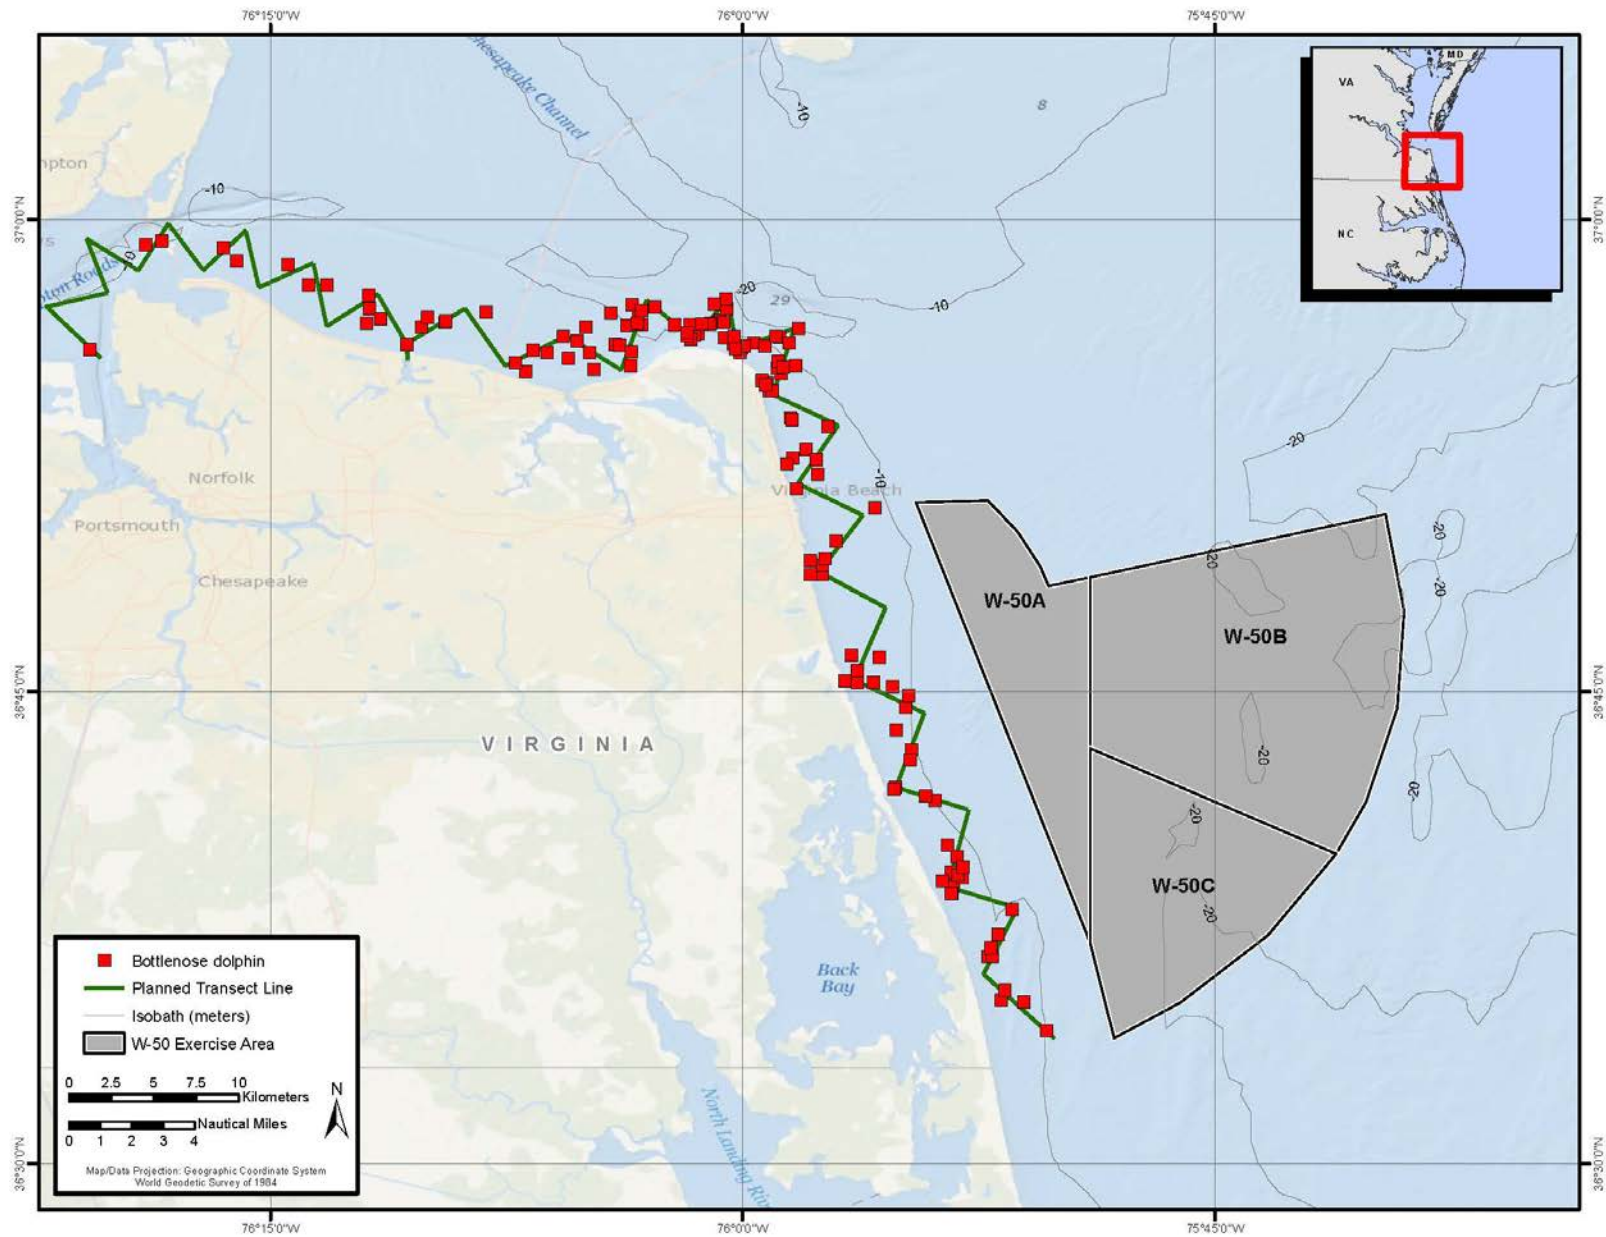 76°15'0"W
76°0'0"W
75°45'0"W
Chesapeake Channel
-10
8
MD
VA
NC
37°0'0"N
37°0'0"N
-10
-10
-20
29
-10
-20
Norfolk
Virginia Beach
-10
Portsmouth
Chesapeake
-20
-20
-20
W-50A
W-50B
36°45'0"N
36°45'0"N
VIRGINIA
-20
-20
-20
W-50C
-20
Back
Bay
North Landing
Bottlenose dolphin
Planned Transect Line
Isobath (meters)
W-50 Exercise Area
0 2.5 5 7.5 10
Kilometers
N
Nautical Miles
0 1 2 3 4
Map/Data Projection: Geographic Coordinate System
World Geodetic Survey of 1984
36°30'0"N
36°30'0"N
76°15'0"W
76°0'0"W
75°45'0"W